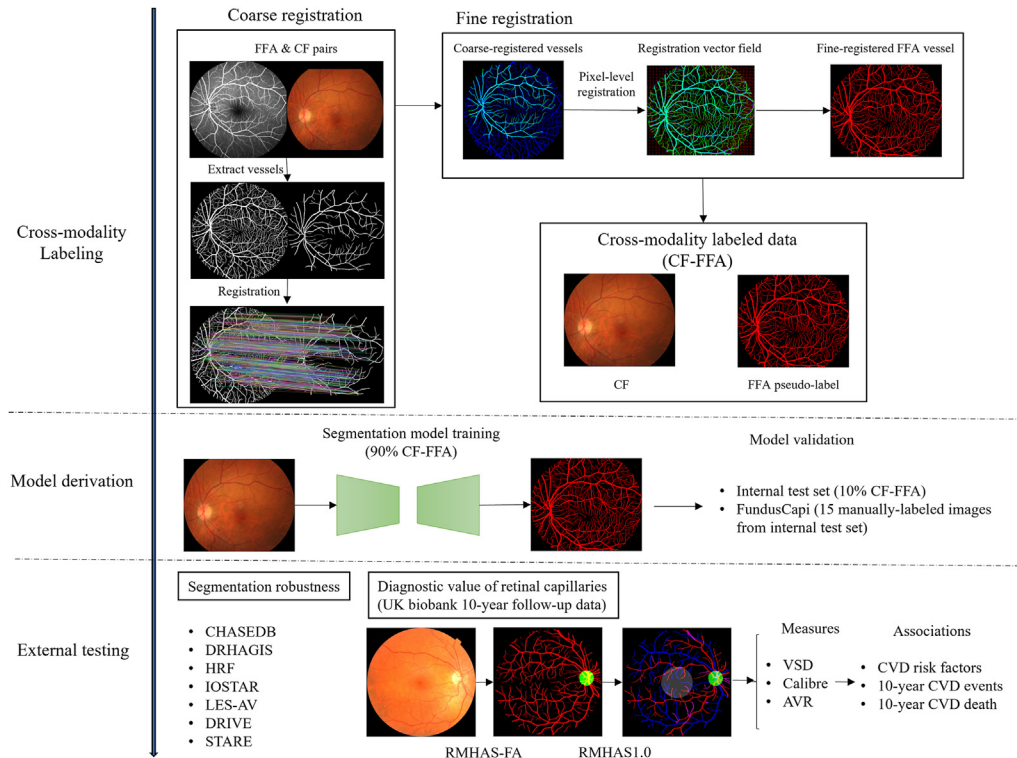 Coarse registration
FFA & CF pairs
Extract vessels
Registration
Fine registration
Coarse-registered vessels
Pixel-level
registration
Registration vector field
Fine-registered FFA vessel
Cross-modality
Labeling
Cross-modality labeled data
(CF-FFA)
CF
FFA pseudo-label
Model derivation
Segmentation model training
(90% CF-FFA)
Model validation
• Internal test set (10% CF-FFA)
• FundusCapi (15 manually-labeled images
from internal test set)
External testing
Segmentation robustness
• CHASEDB
• DRHAGIS
• HRF
• IOSTAR
• LES-AV
• DRIVE
• STARE
Diagnostic value of retinal capillaries
(UK biobank 10-year follow-up data)
RMHAS-FA
RMHAS1.0
Measures
• VSD
• Calibre
• AVR
Associations
• CVD risk factors
• 10-year CVD events
• 10-year CVD death